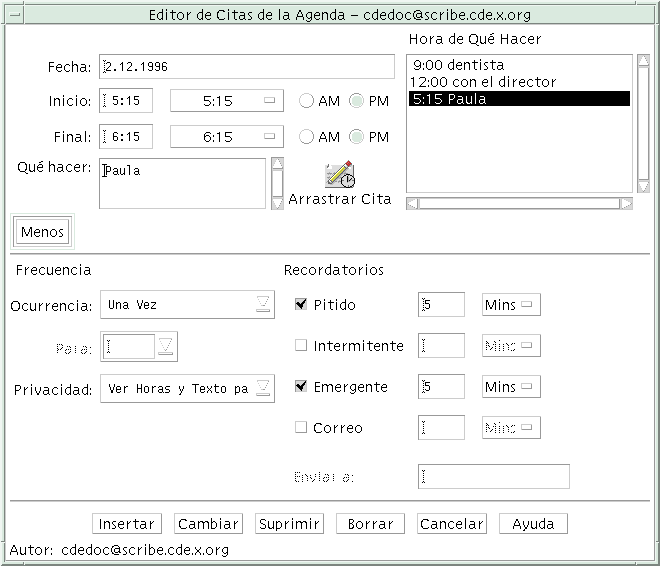 Editor de Citas de la Agenda – cdedoc@scribe.cde.x.org
Hora de Qué Hacer
Fecha: 2.12.1996
Inicio: 5:15 5:15 AM PM
Final: 6:15 6:15 AM PM
Qué hacer: Paula
Arrastrar Cita
9:00 dentista
12:00 con el director
5:15 Paula
Menos
Frecuencia
Ocurrencia: Una Vez
Para:
Privacidad: Ver Horas y Texto pa
Recordatorios
Pitido 5 Mins
Intermitente Mins
Emergente 5 Mins
Correo Mins
Enviar a:
Insertar Cambiar Suprimir Borrar Cancelar Ayuda
Autor: cdedoc@scribe.cde.x.org